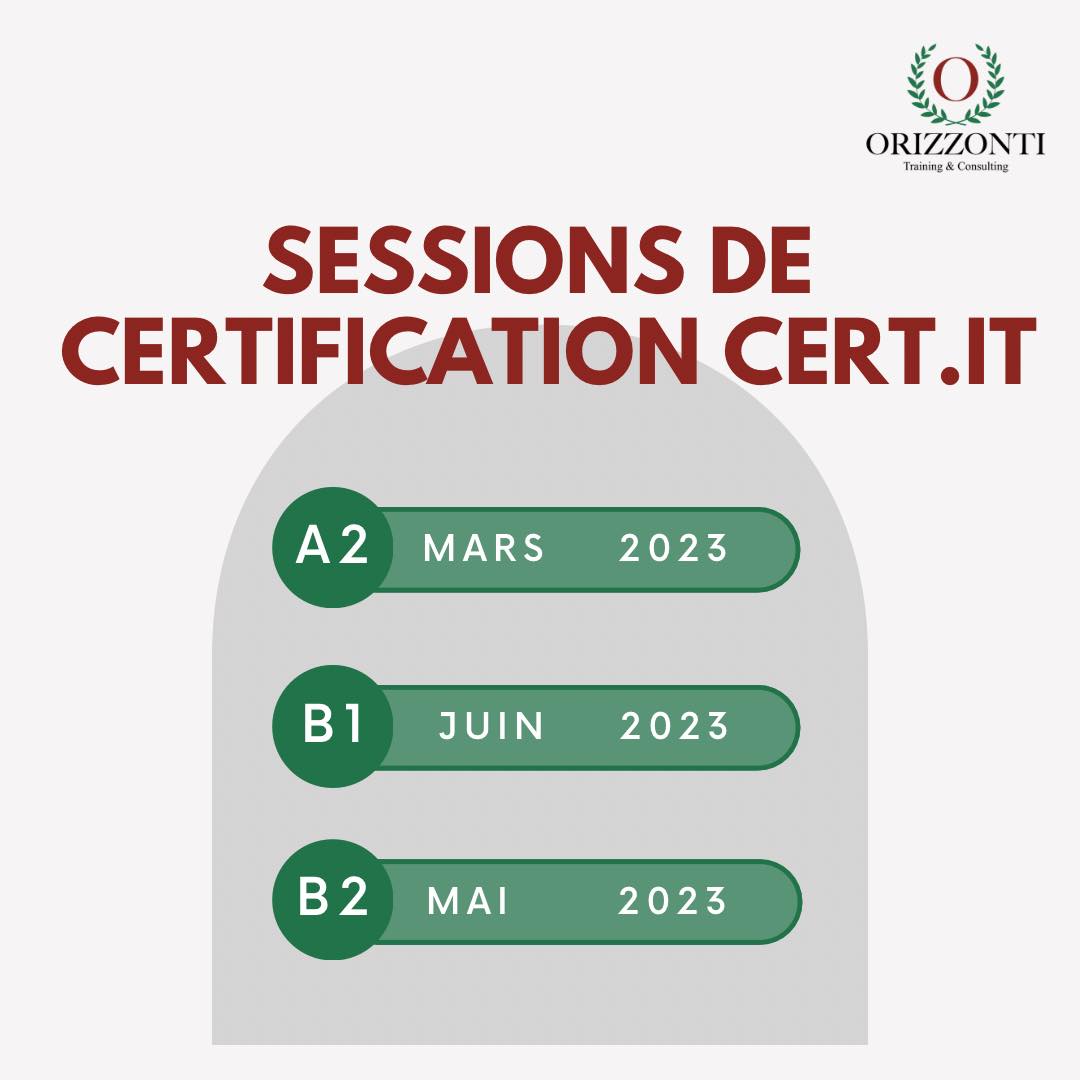 O
ORIZZONTI
Training & Consulting
SESSIONS DE
CERTIFICATION CERT.IT
A2 MARS 2023
B1 JUIN 2023
B2 MAI 2023